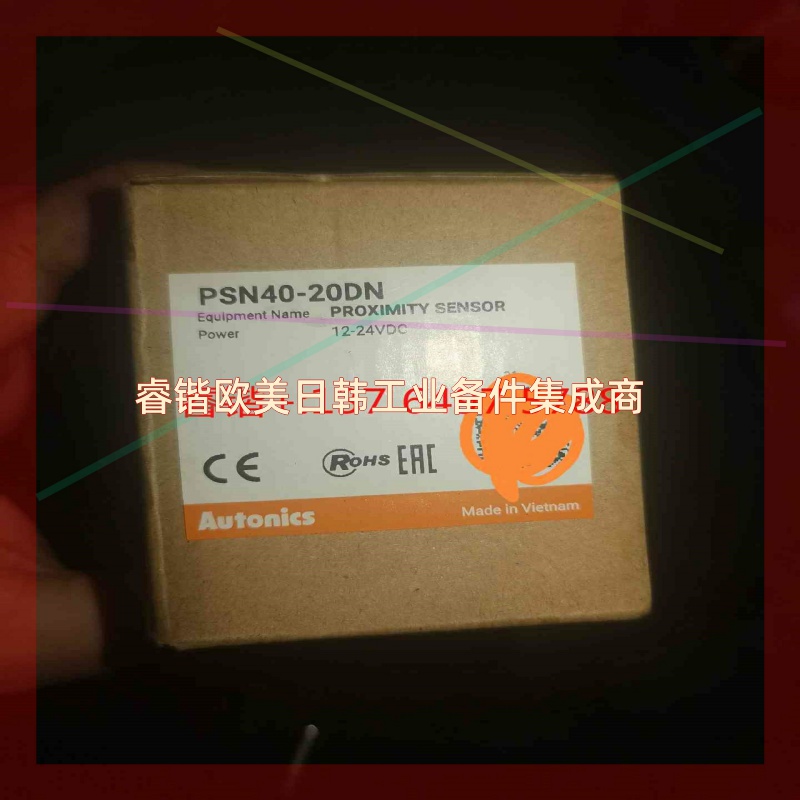 PSN40-20DN
Equipment Name PROXIMITY SENSOR
Power 12-24VDC
睿锴欧美日韩工业备件集成商
CE
RoHS EAC
Autonics
Made in Vietnam